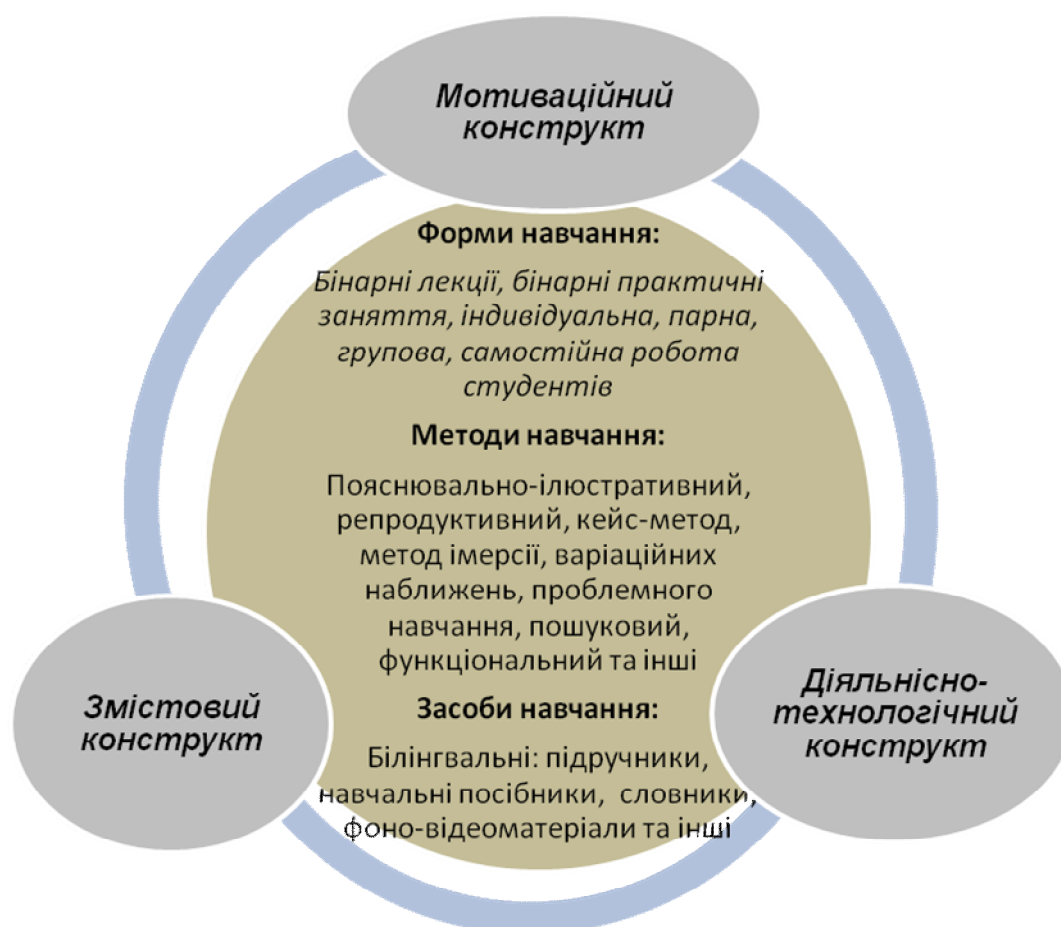 Мотиваційний
конструкт
Форми навчання:
Бінарні лекції, бінарні практичні
заняття, індивідуальна, парна,
групова, самостійна робота
студентів
Методи навчання:
Пояснювально-ілюстративний,
репродуктивний, кейс-метод,
метод імерсії, варіаційних
наближень, проблемного
навчання, пошуковий,
функціональний та інші
Засоби навчання:
Білінгвальні: підручники,
навчальні посібники, словники,
фоно-відеоматеріали та інші
Змістовий
конструкт
Діяльнісно-
технологічний
конструкт